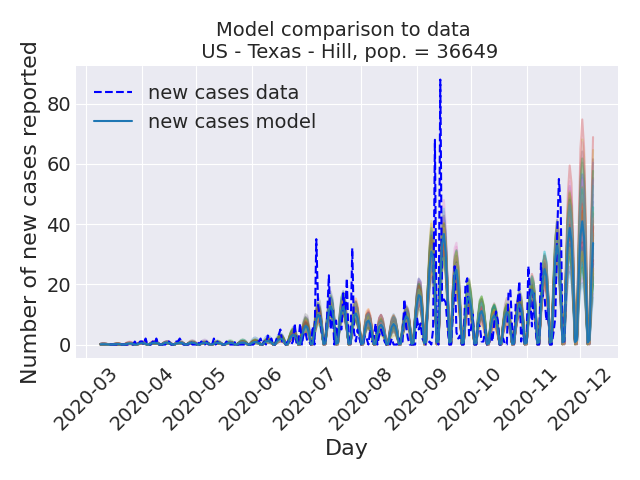 Model comparison to data
US - Texas - Hill, pop. = 36649
Number of new cases reported
80
60
40
20
0
new cases data
new cases model
2020-03
2020-04
2020-05
2020-06
2020-07
2020-08
2020-09
2020-10
2020-11
2020-12
Day